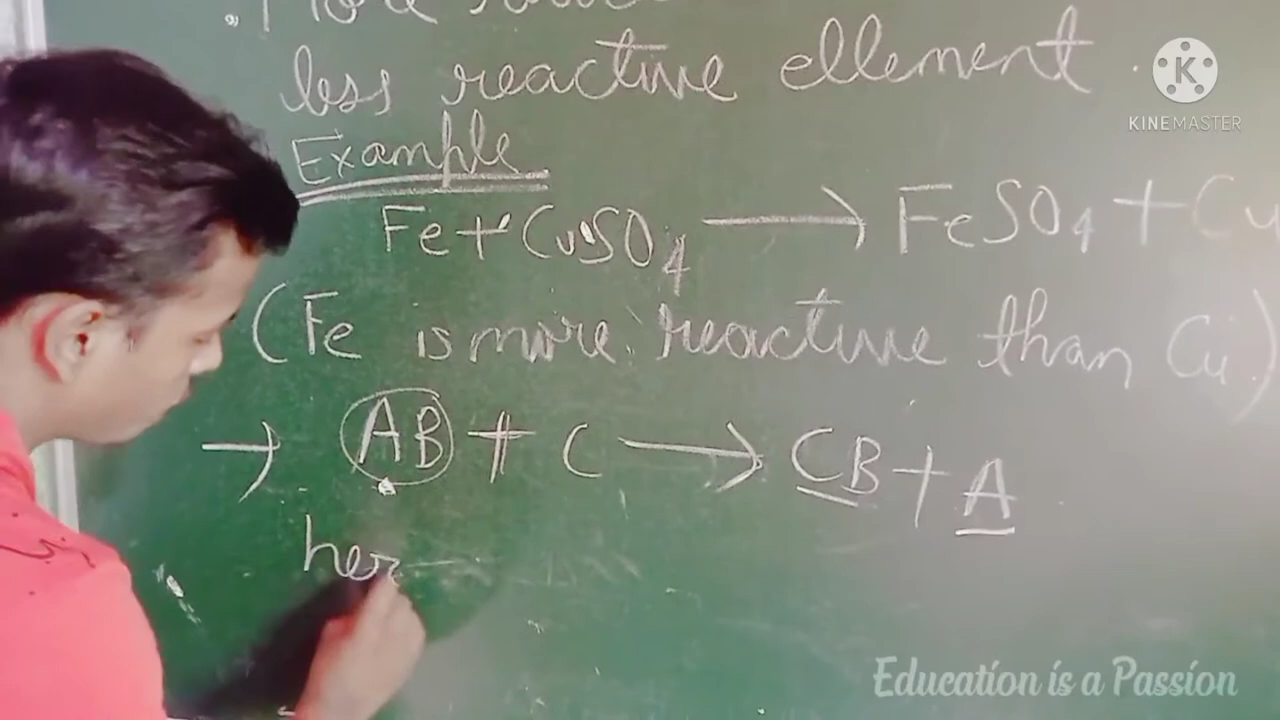 less reactive ellement.
Example
Fe + CuSO4 → FeSO4 + Cu
(Fe is more reactive than Cu.)
→ AB + C → CB + A
her
K
KINEMASTER
Education is a Passion